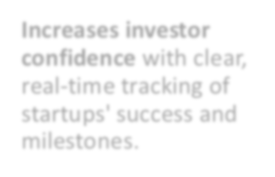 Increases investor
confidence with clear,
real-time tracking of
startups' success and
milestones.